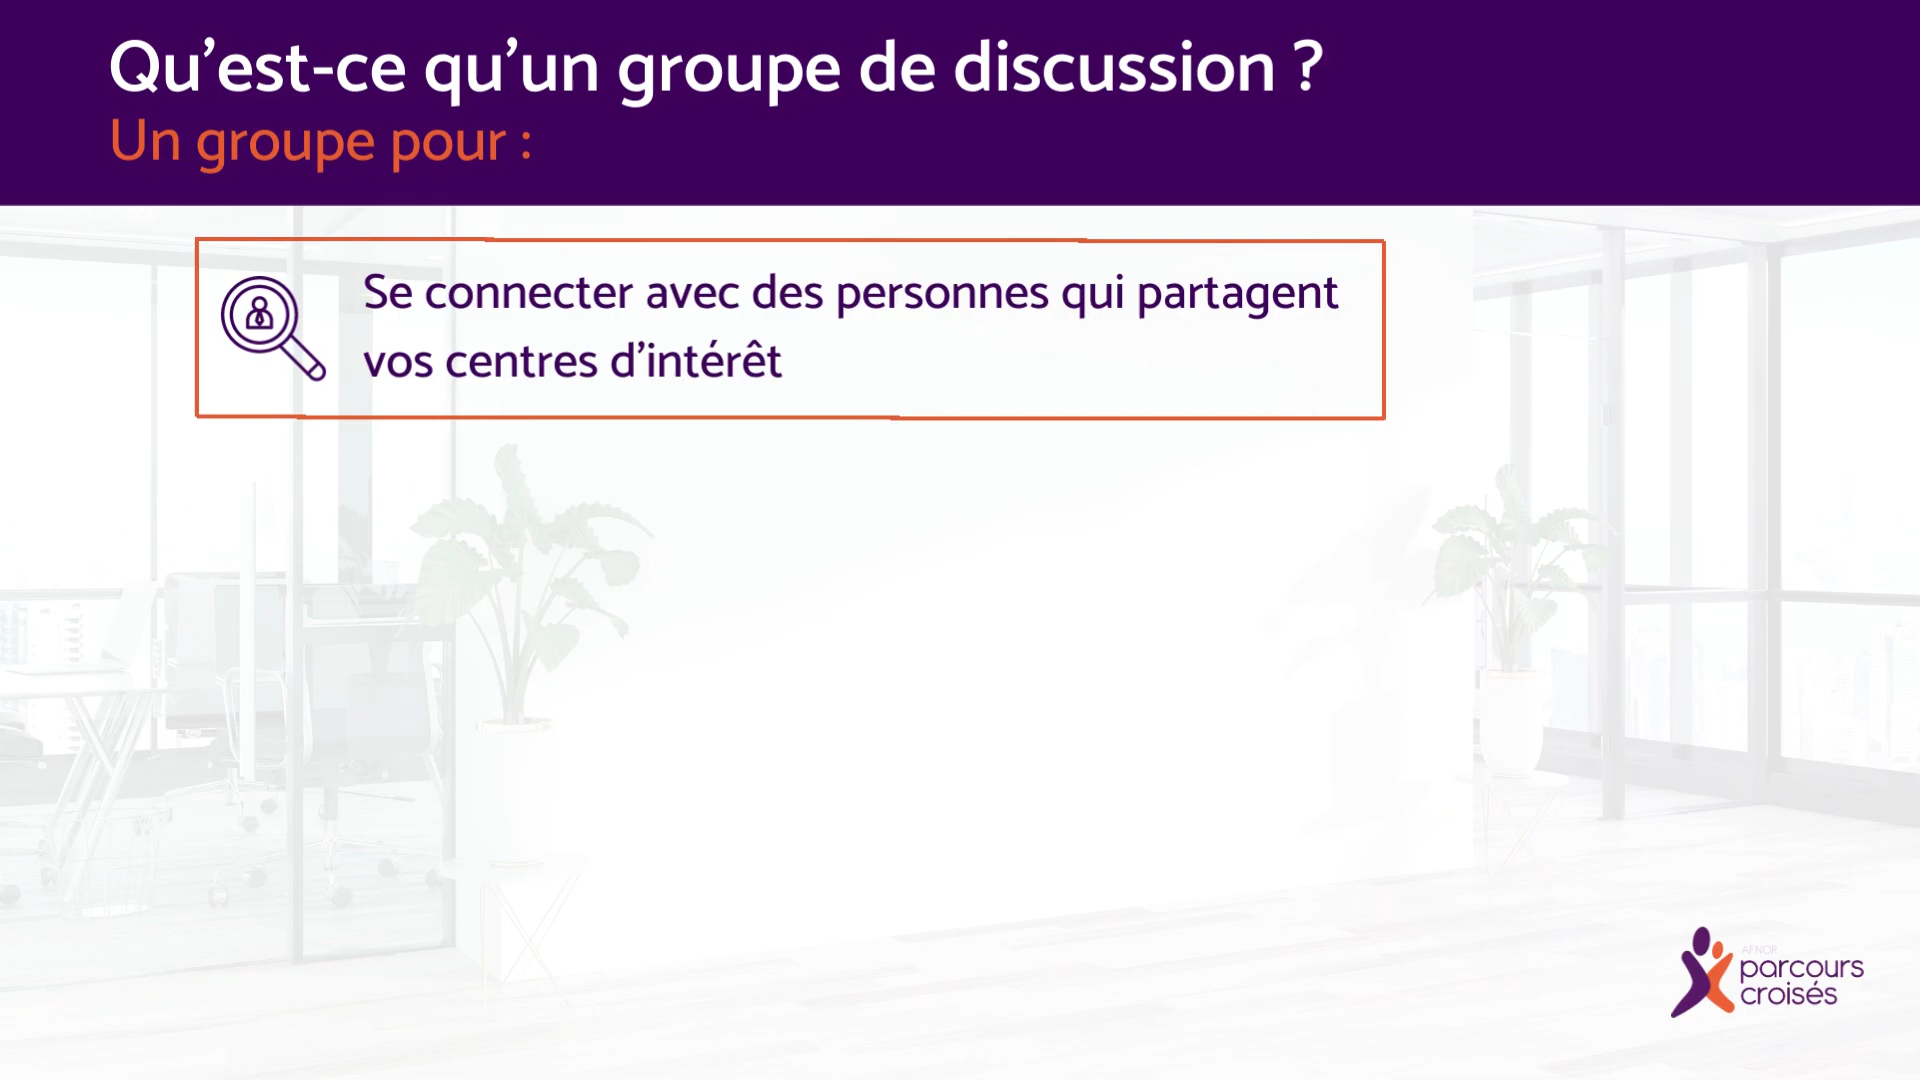 Qu’est-ce qu’un groupe de discussion ?
Un groupe pour :
Se connecter avec des personnes qui partagent
vos centres d’intérêt
AFNOR
parcours
croisés